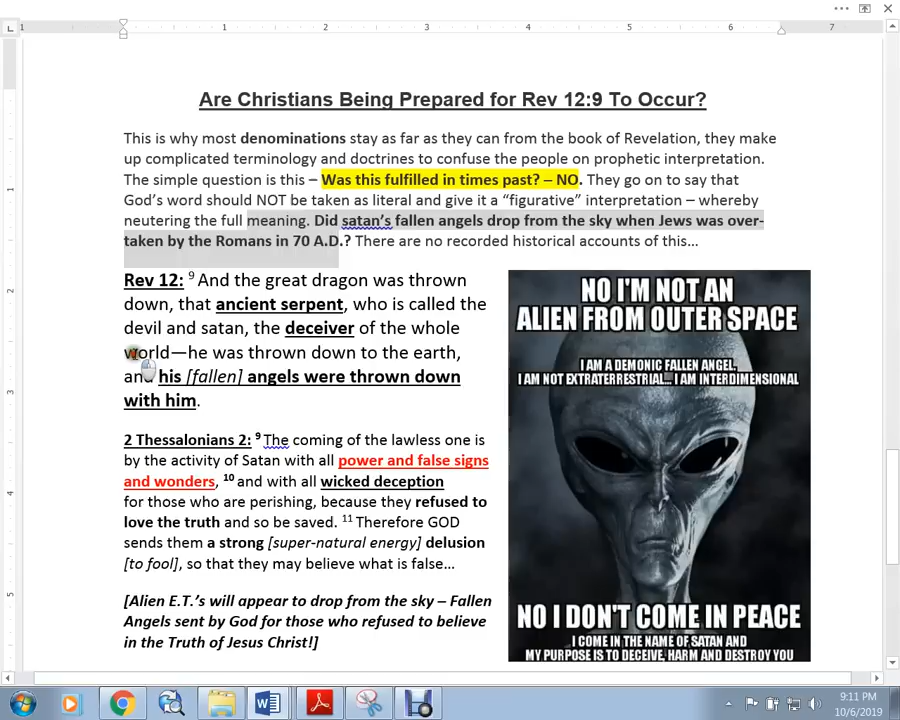 1 1 2 3 4 5 6 7
Are Christians Being Prepared for Rev 12:9 To Occur?
This is why most denominations stay as far as they can from the book of Revelation, they make
up complicated terminology and doctrines to confuse the people on prophetic interpretation.
The simple question is this – Was this fulfilled in times past? – NO. They go on to say that
God's word should NOT be taken as literal and give it a “figurative” interpretation – whereby
neutering the full meaning. Did satan's fallen angels drop from the sky when Jews was over-
taken by the Romans in 70 A.D.? There are no recorded historical accounts of this…
Rev 12: 9 And the great dragon was thrown
down, that ancient serpent, who is called the
devil and satan, the deceiver of the whole
world—he was thrown down to the earth,
and his [fallen] angels were thrown down
with him.
2 Thessalonians 2: 9 The coming of the lawless one is
by the activity of Satan with all power and false signs
and wonders, 10 and with all wicked deception
for those who are perishing, because they refused to
love the truth and so be saved. 11 Therefore GOD
sends them a strong [super-natural energy] delusion
[to fool], so that they may believe what is false…
[Alien E.T.'s will appear to drop from the sky – Fallen
Angels sent by God for those who refused to believe
in the Truth of Jesus Christ!]
NO I'M NOT AN
ALIEN FROM OUTER SPACE
I AM A DEMONIC FALLEN ANGEL,
I AM NOT EXTRATERRESTRIAL... I AM INTERDIMENSIONAL
NO I DON'T COME IN PEACE
I COME IN THE NAME OF SATAN AND
MY PURPOSE IS TO DECEIVE, HARM AND DESTROY YOU
1
2
3
4
5
9:11 PM
10/6/2019